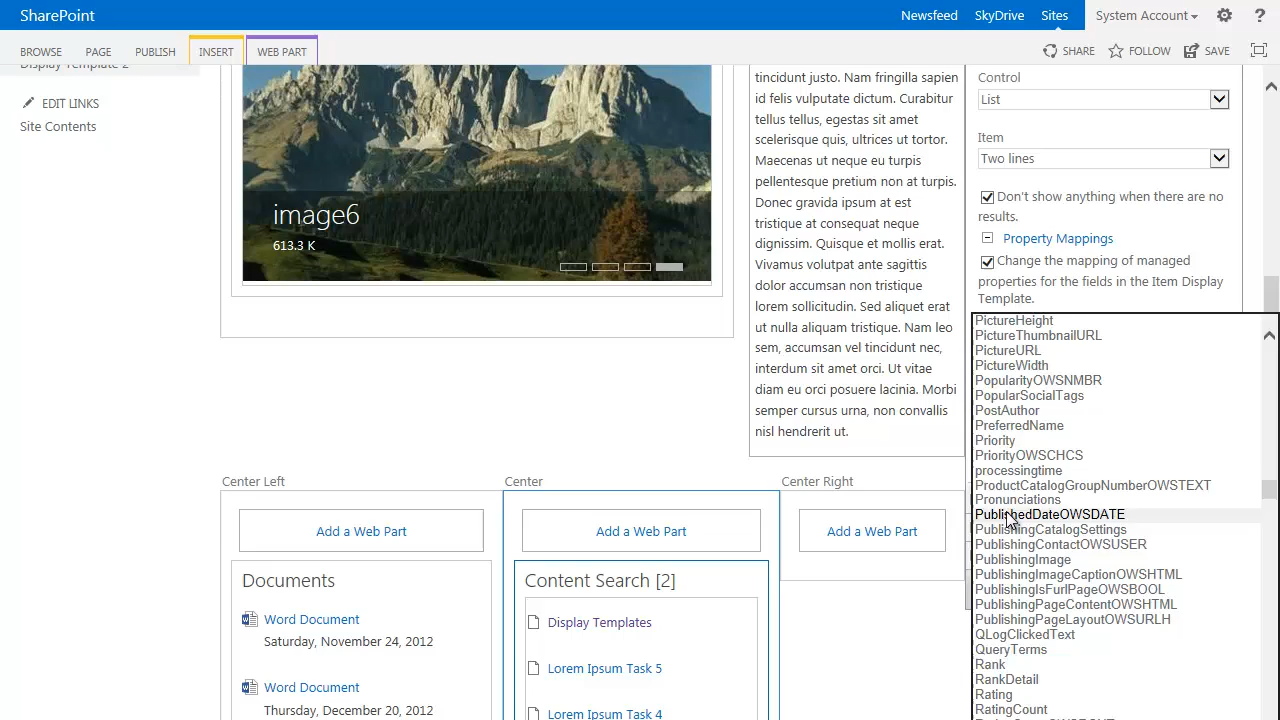 SharePoint
Newsfeed
SkyDrive
Sites
System Account
?
BROWSE
PAGE
PUBLISH
INSERT
WEB PART
SHARE
FOLLOW
SAVE
Display Template 2
EDIT LINKS
Site Contents
image6
613.3 K
tincidunt justo. Nam fringilla sapien
id felis vulputate dictum. Curabitur
tellus tellus, egestas sit amet
scelerisque quis, ultrices ut tortor.
Maecenas ut neque eu turpis
pellentesque pretium non at turpis.
Donec gravida ipsum at est
tristique at consequat neque
dignissim. Quisque et mollis erat.
Vivamus volutpat ante sagittis
dolor accumsan non tristique
lorem sollicitudin. Sed aliquet erat
ut nulla aliquam tristique. Nam leo
sem, accumsan vel tincidunt nec,
interdum sit amet orci. Ut vitae
diam eu orci posuere lacinia. Morbi
semper cursus urna, non convallis
nisl hendrerit ut.
Control
List
Item
Two lines
Don't show anything when there are no
results.
Property Mappings
Change the mapping of managed
properties for the fields in the Item Display
Template.
PictureHeight
PictureThumbnailURL
PictureURL
PictureWidth
PopularityOWSNMBR
PopularSocialTags
PostAuthor
PreferredName
Priority
PriorityOWSCHCS
processingtime
ProductCatalogGroupNumberOWSTEXT
Pronunciations
PublishedDateOWSDATE
PublishingCatalogSettings
PublishingContactOWSUSER
PublishingImage
PublishingImageCaptionOWSHTML
PublishingIsFurlPageOWSBOOL
PublishingPageContentOWSHTML
PublishingPageLayoutOWSURLH
QLogClickedText
QueryTerms
Rank
RankDetail
Rating
RatingCount
Center Left
Add a Web Part
Documents
Word Document
Saturday, November 24, 2012
Word Document
Thursday, December 20, 2012
Center
Add a Web Part
Content Search [2]
Display Templates
Lorem Ipsum Task 5
Lorem Ipsum Task 4
Center Right
Add a Web Part